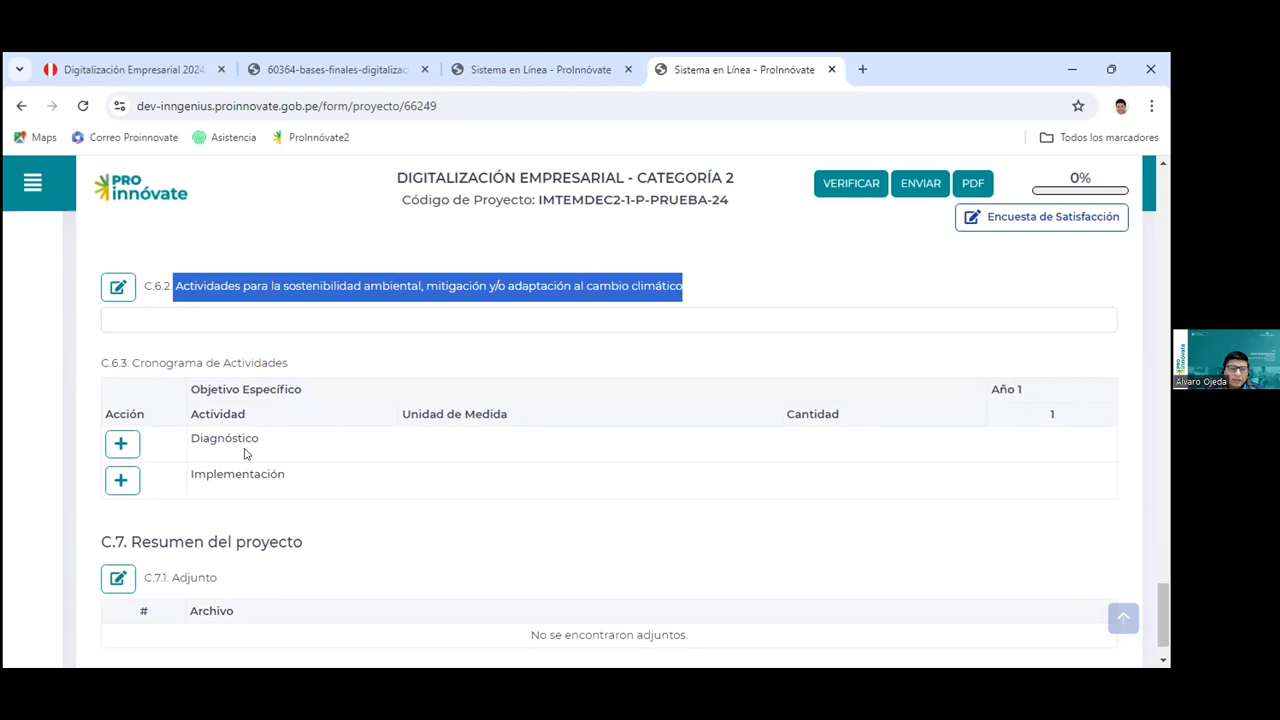 Digitalización Empresarial 2024
60364-bases-finales-digitalizac
Sistema en Línea - ProInnóvate
Sistema en Línea - ProInnóvate
dev-inngenius.proinnovate.gob.pe/form/proyecto/66249
Maps
Correo Proinnovate
Asistencia
ProInnóvate2
Todos los marcadores
PRO
innóvate
DIGITALIZACIÓN EMPRESARIAL - CATEGORÍA 2
Código de Proyecto: IMTEMDEC2-1-P-PRUEBA-24
VERIFICAR
ENVIAR
PDF
0%
Encuesta de Satisfacción
C.6.2. Actividades para la sostenibilidad ambiental, mitigación y/o adaptación al cambio climático
C.6.3. Cronograma de Actividades
Objetivo Específico
Año 1
Acción
Actividad
Unidad de Medida
Cantidad
1
Diagnóstico
Implementación
C.7. Resumen del proyecto
C.7.1. Adjunto
#
Archivo
No se encontraron adjuntos.
Alvaro Ojeda